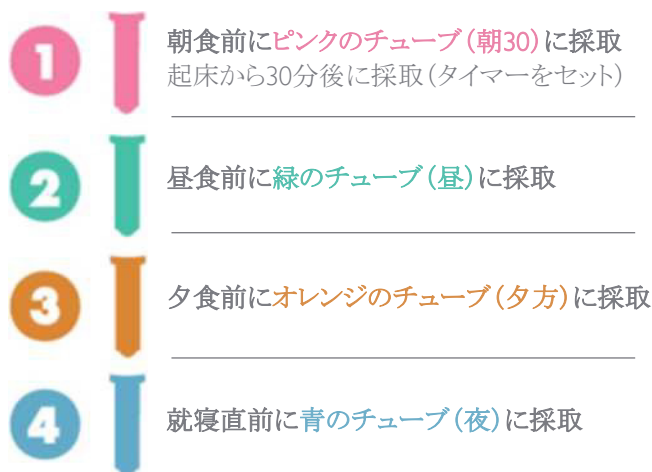 1
朝食前にピンクのチューブ（朝30）に採取
起床から30分後に採取（タイマーをセット）
2
昼食前に緑のチューブ（昼）に採取
3
夕食前にオレンジのチューブ（夕方）に採取
4
就寝直前に青のチューブ（夜）に採取